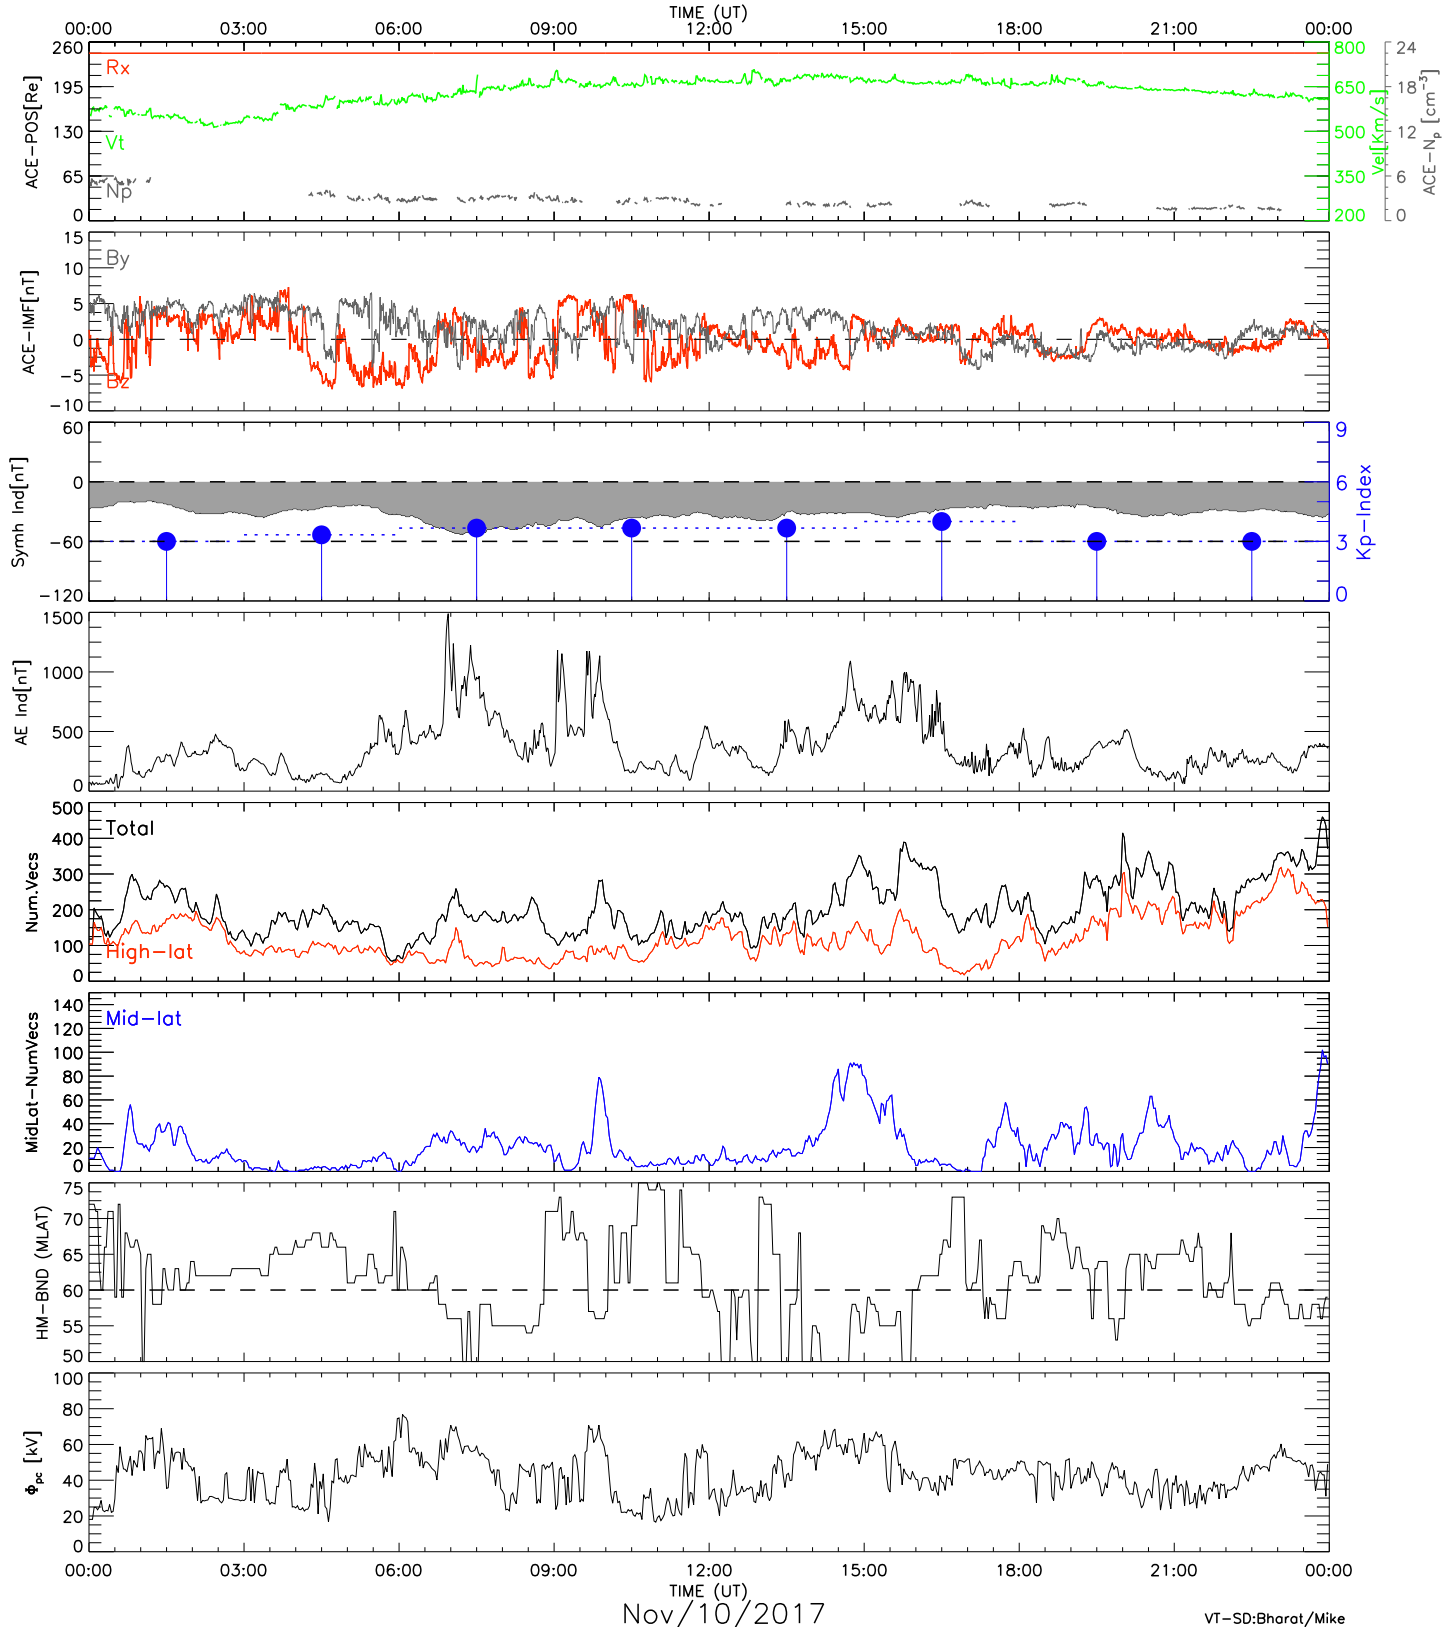 TIME (UT)
00:00 03:00 06:00 09:00 12:00 15:00 18:00 21:00 00:00
260 195 130 65 0
ACE-POS[Re]
Rx
Vt
Np
800 650 500 350 200
Vel[Km/s]
24 18 12 6 0
ACE-Np [cm⁻³]
15 10 5 0 -5 -10
ACE-IMF[nT]
By
Bz
60 0 -60 -120
Symh Ind[nT]
9 6 3 0
Kp-Index
1500 1000 500 0
AE Ind[nT]
500 400 300 200 100 0
Num.Vecs
Total
High-lat
140 120 100 80 60 40 20 0
MidLat-NumVecs
Mid-lat
75 70 65 60 55 50
HM-BND (MLAT)
100 80 60 40 20 0
Φpc [kV]
00:00 03:00 06:00 09:00 12:00 15:00 18:00 21:00 00:00
TIME (UT)
Nov/10/2017
VT-SD:Bharat/Mike